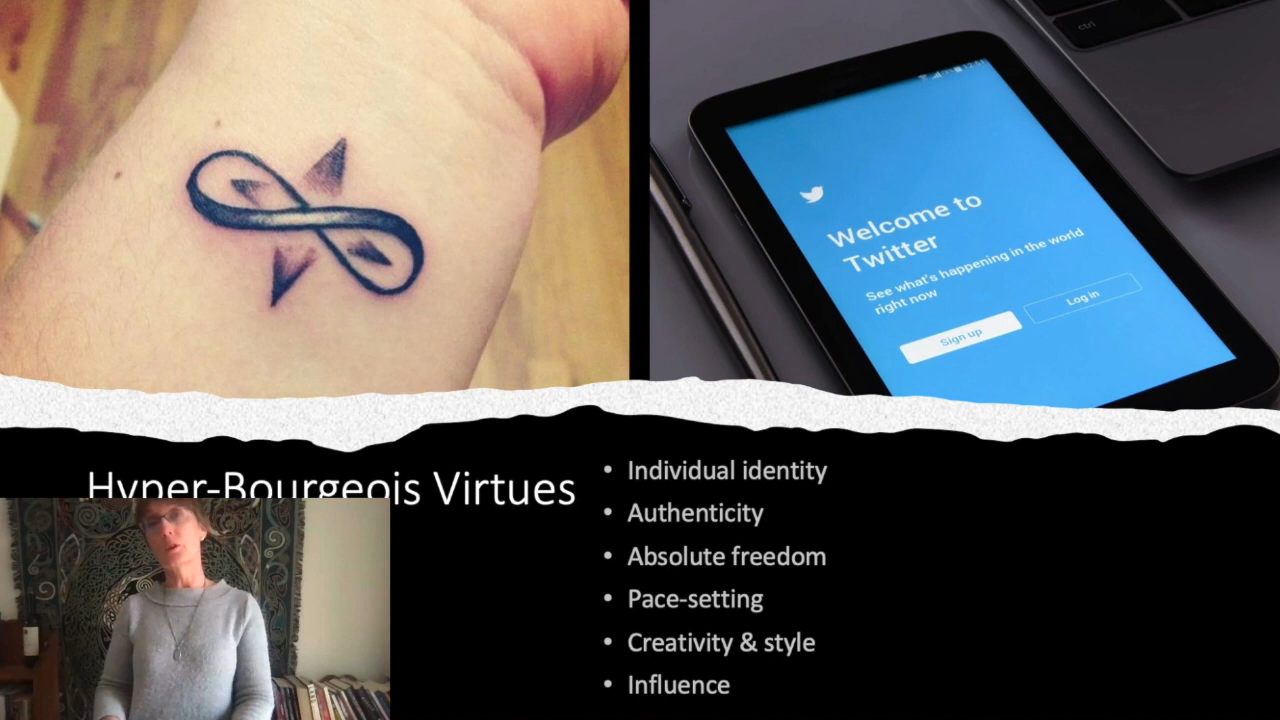 ctrl
Welcome to
Twitter
See what's happening in the world
right now
Sign up
Log in
Hyper-Bourgeois Virtues
• Individual identity
• Authenticity
• Absolute freedom
• Pace-setting
• Creativity & style
• Influence